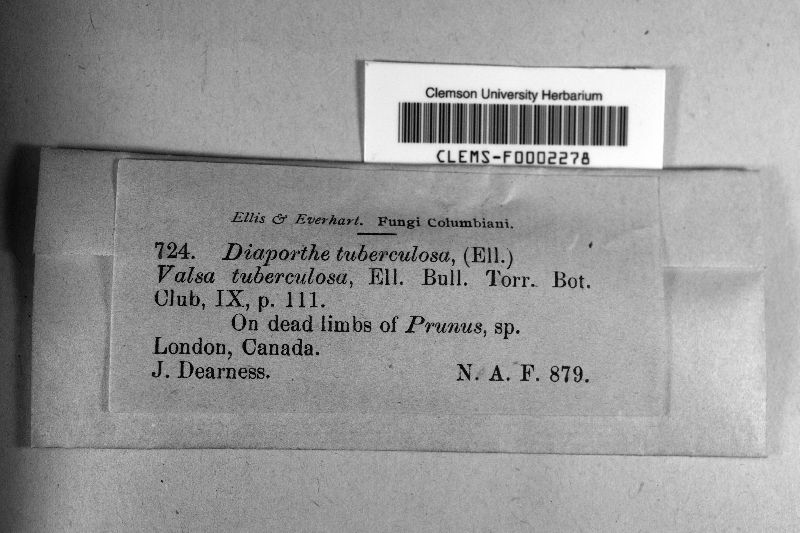 Clemson University Herbarium
CLEMS-F0002278
Ellis & Everhart. Fungi Columbiani.
724. Diaporthe tuberculosa, (Ell.)
Valsa tuberculosa, Ell. Bull. Torr. Bot.
Club, IX, p. 111.
On dead limbs of Prunus, sp.
London, Canada.
J. Dearness. N. A. F. 879.